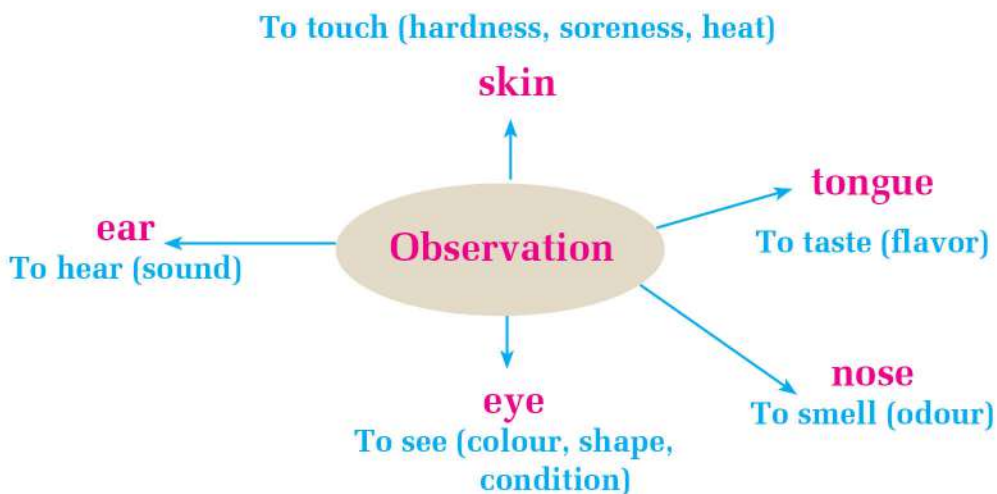 To touch (hardness, soreness, heat)
skin
tongue
To taste (flavor)
ear
To hear (sound)
Observation
nose
To smell (odour)
eye
To see (colour, shape,
condition)